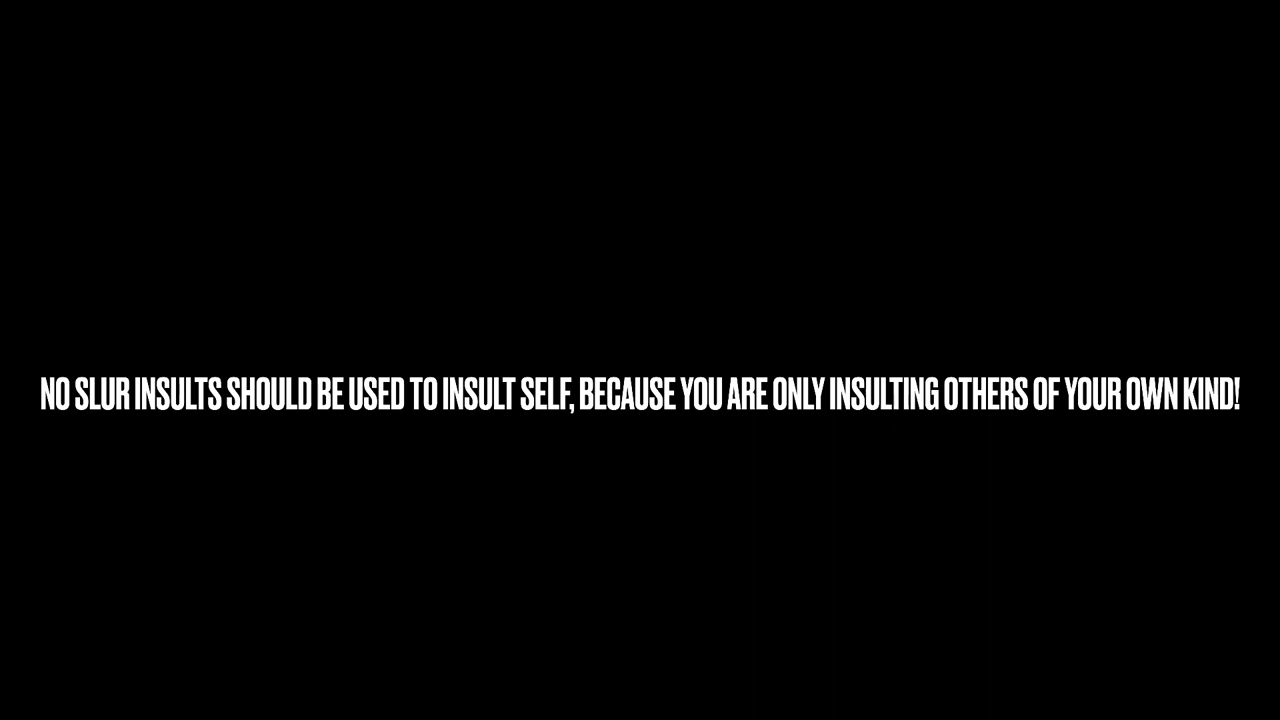 NO SLUR INSULTS SHOULD BE USED TO INSULT SELF, BECAUSE YOU ARE ONLY INSULTING OTHERS OF YOUR OWN KIND!